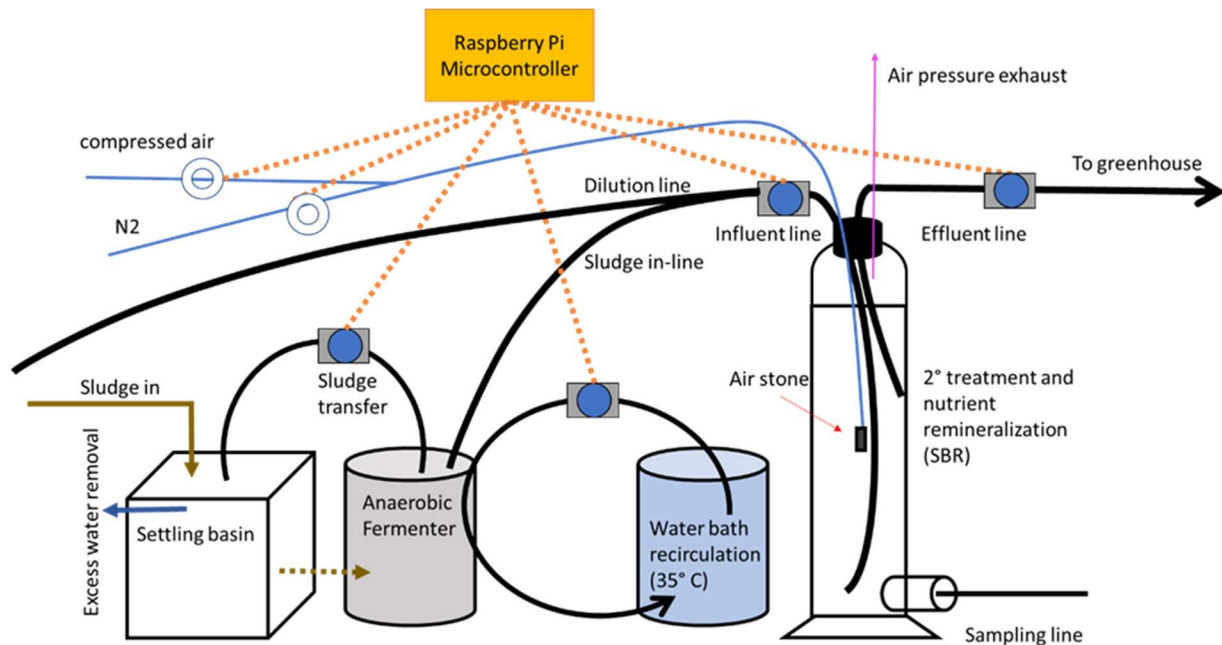 Raspberry Pi
Microcontroller
Air pressure exhaust
compressed air
To greenhouse
Dilution line
N2
Influent line
Effluent line
Sludge in-line
Sludge in
Sludge
transfer
Air stone
2° treatment and
nutrient
remineralization
(SBR)
Excess water removal
Settling basin
Anaerobic
Fermenter
Water bath
recirculation
(35° C)
Sampling line